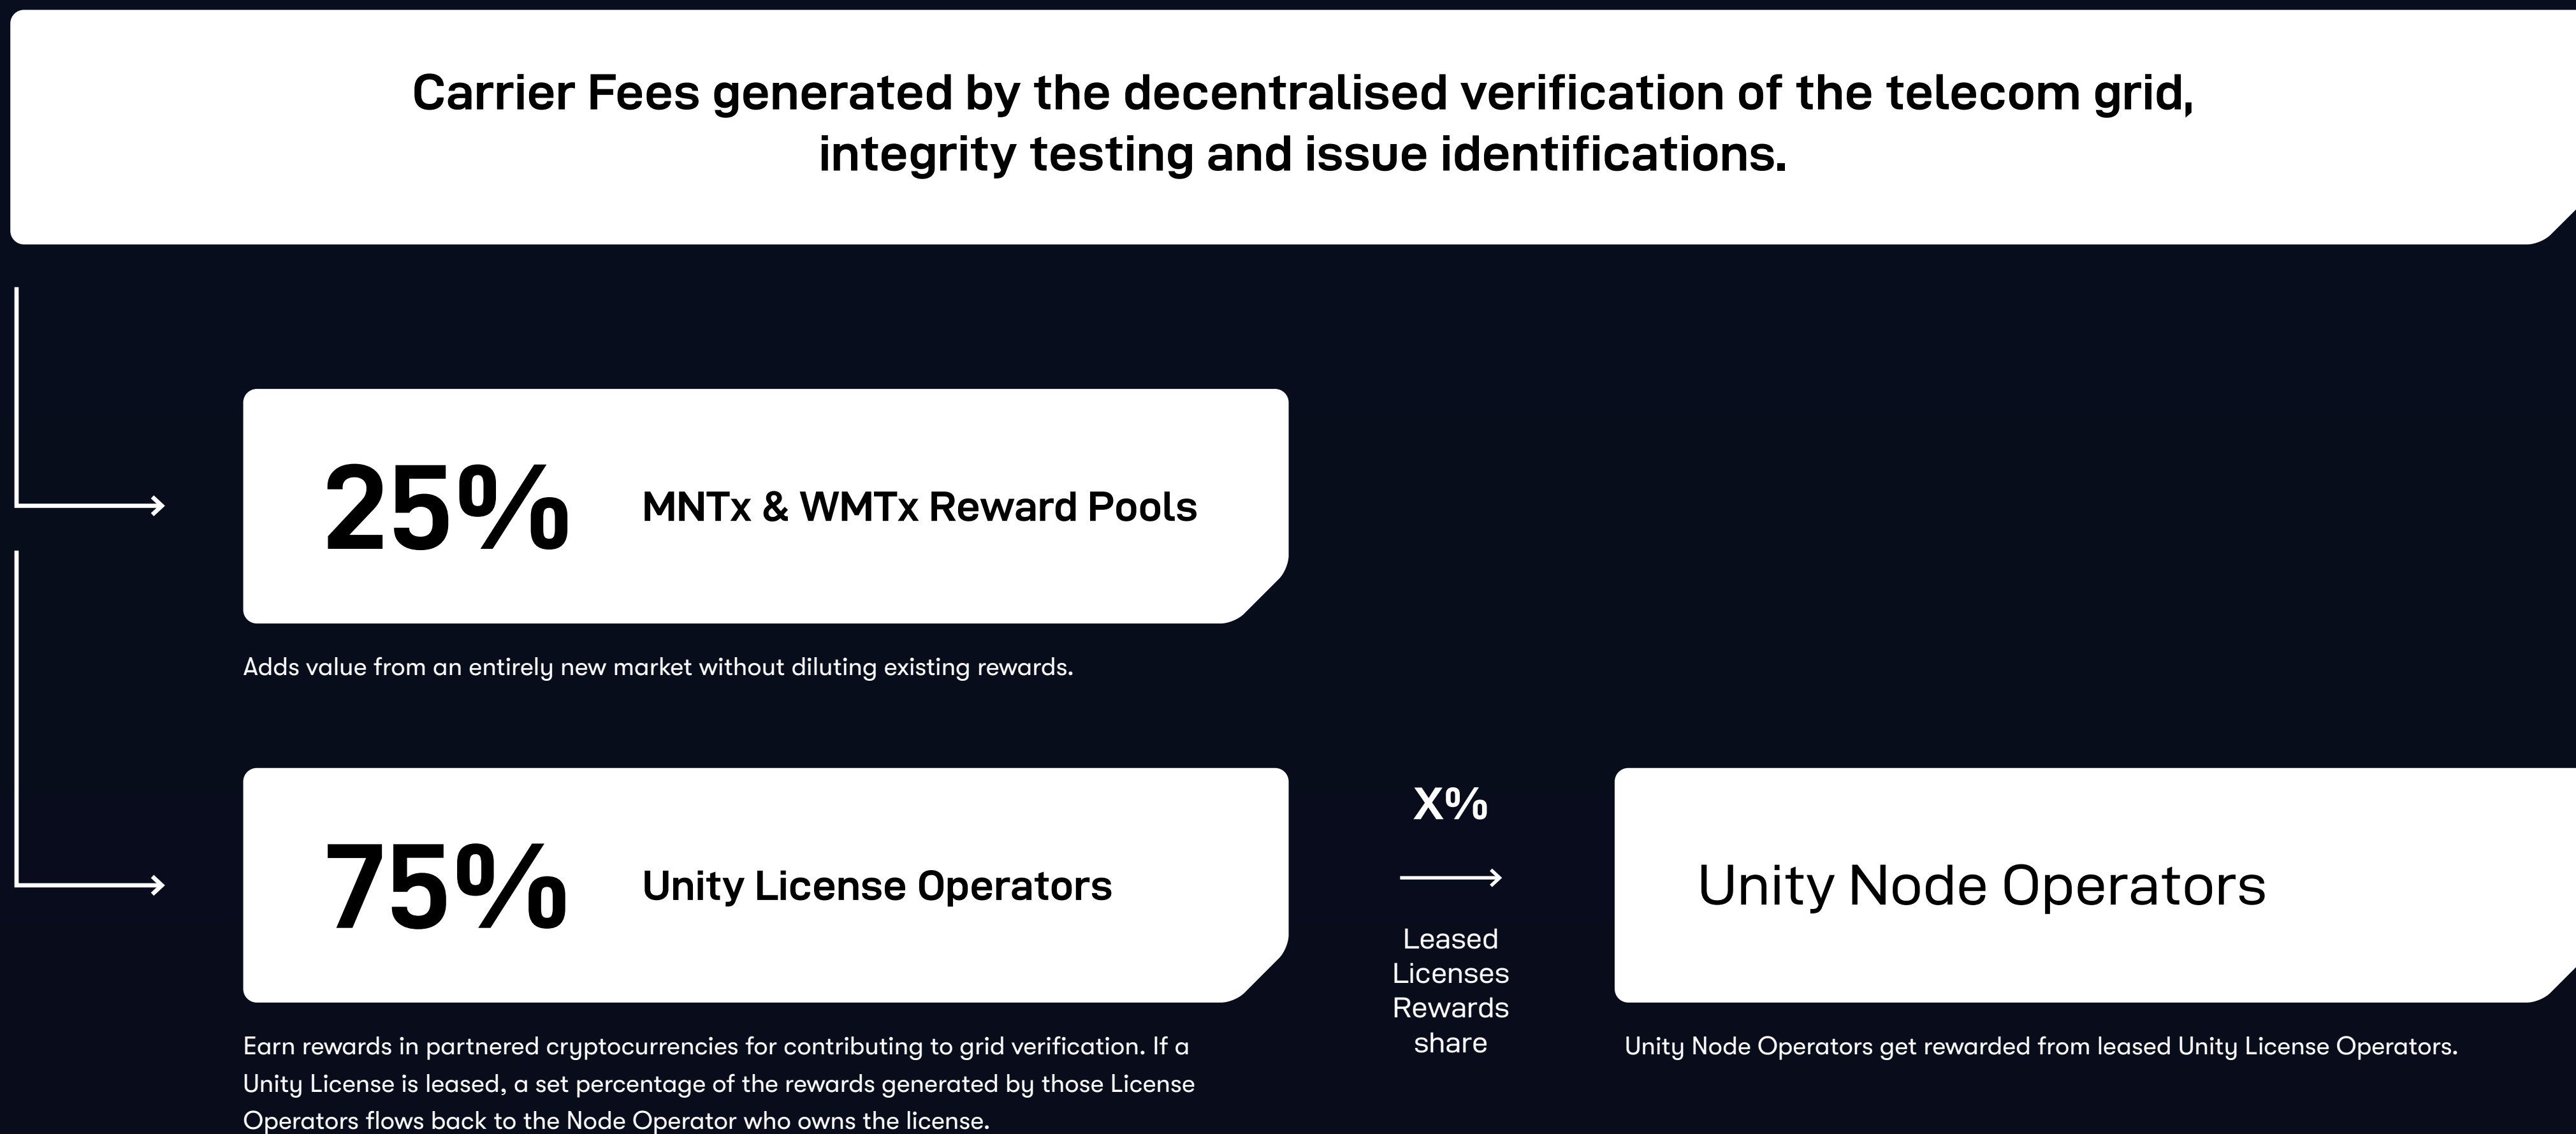 Carrier Fees generated by the decentralised verification of the telecom grid,
integrity testing and issue identifications.
25%
MNTx & WMTx Reward Pools
Adds value from an entirely new market without diluting existing rewards.
75%
Unity License Operators
Earn rewards in partnered cryptocurrencies for contributing to grid verification. If a
Unity License is leased, a set percentage of the rewards generated by those License
Operators flows back to the Node Operator who owns the license.
X%
Leased
Licenses
Rewards
share
Unity Node Operators
Unity Node Operators get rewarded from leased Unity License Operators.